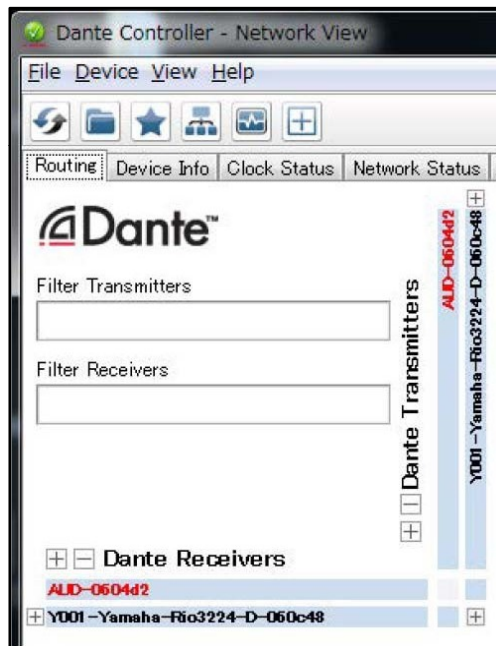 Dante Controller - Network View
File Device View Help
Routing Device Info Clock Status Network Status
Dante™
Filter Transmitters
Filter Receivers
Dante Transmitters
AUD-0604d2
Y001-Yamaha-Rio3224-D-060c48
Dante Receivers
AUD-0604d2
Y001-Yamaha-Rio3224-D-060c48